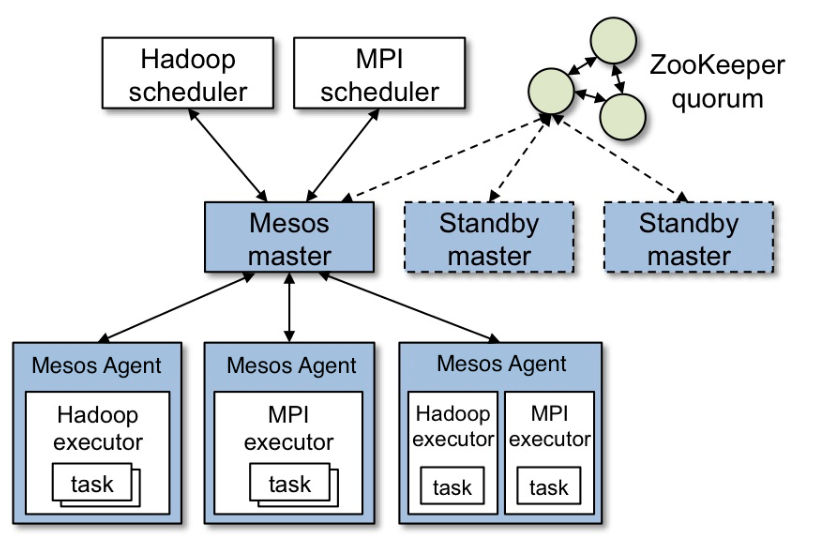 Hadoop
scheduler
MPI
scheduler
ZooKeeper
quorum
Mesos
master
Standby
master
Standby
master
Mesos Agent
Hadoop
executor
task
Mesos Agent
MPI
executor
task
Mesos Agent
Hadoop
executor
task
MPI
executor
task